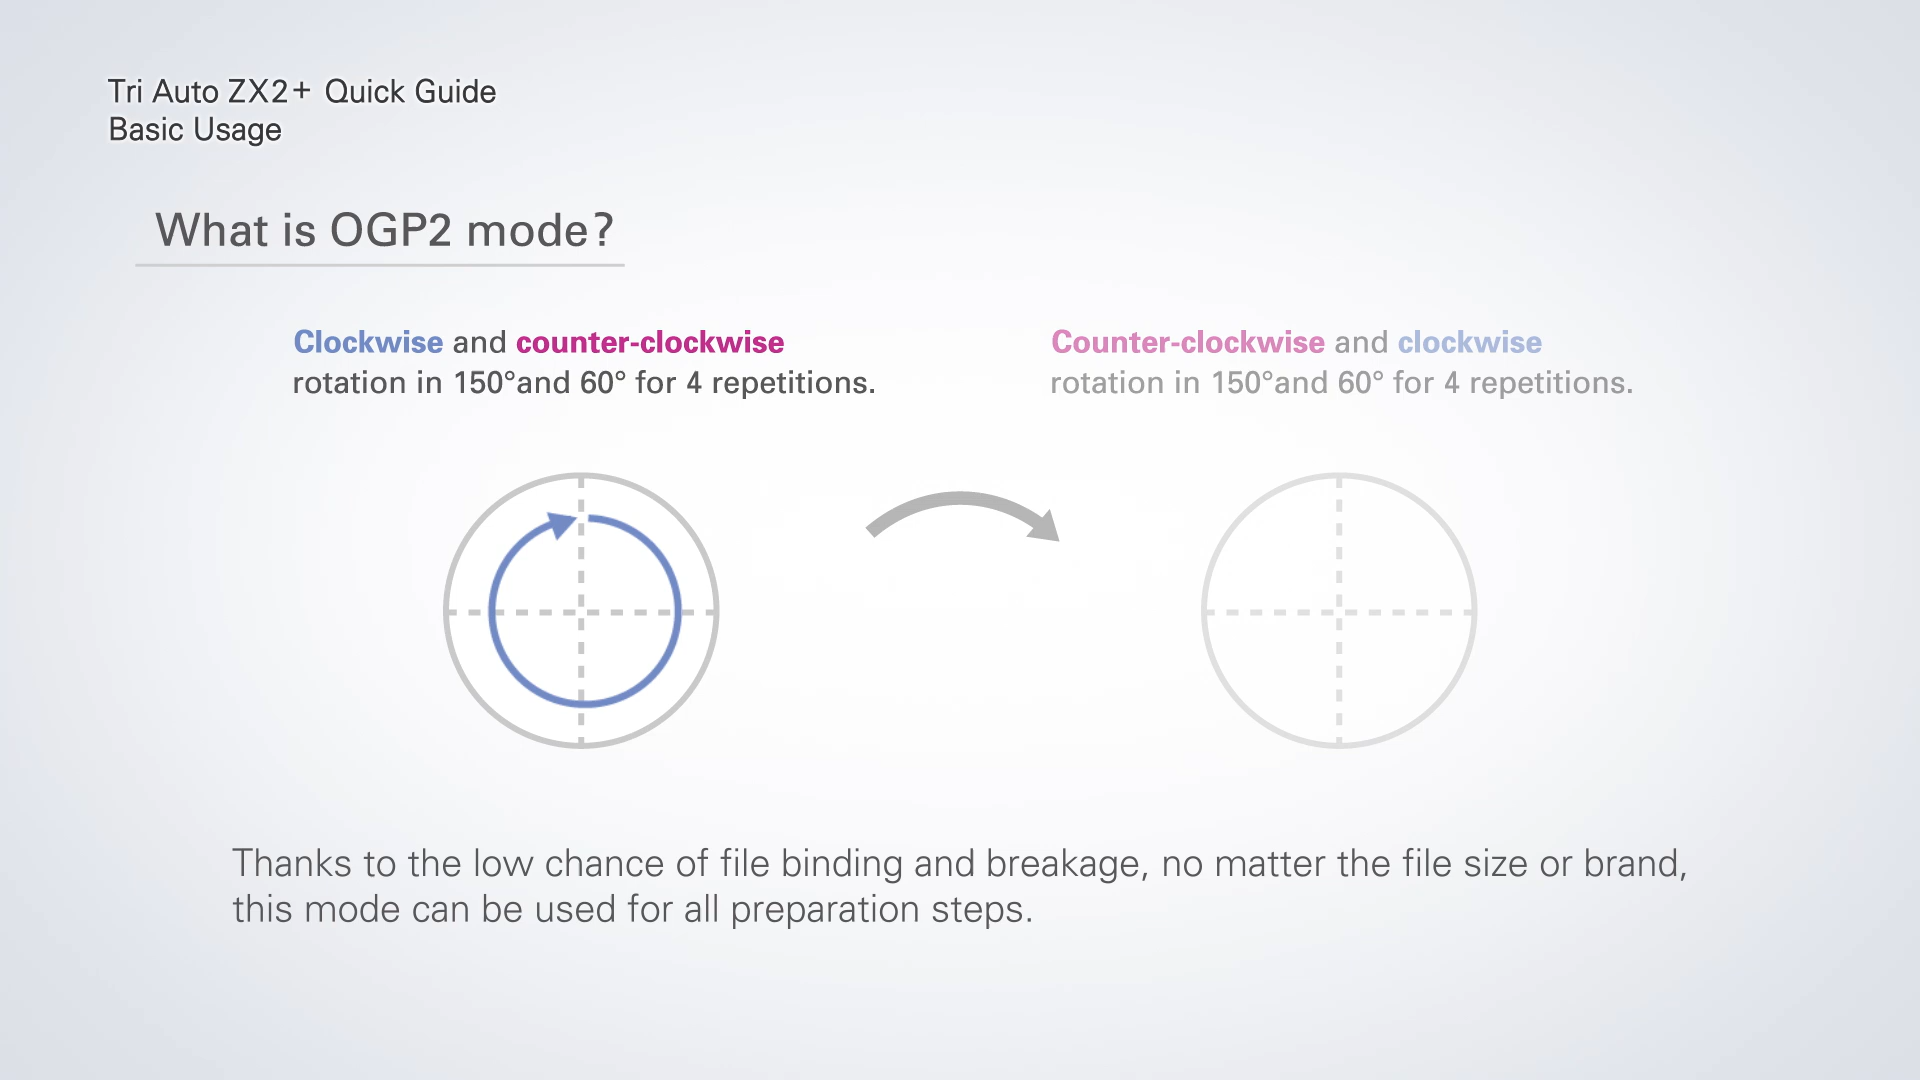 Tri Auto ZX2+ Quick Guide
Basic Usage
What is OGP2 mode?
Clockwise and counter-clockwise
rotation in 150°and 60° for 4 repetitions.
Counter-clockwise and clockwise
rotation in 150°and 60° for 4 repetitions.
Thanks to the low chance of file binding and breakage, no matter the file size or brand,
this mode can be used for all preparation steps.